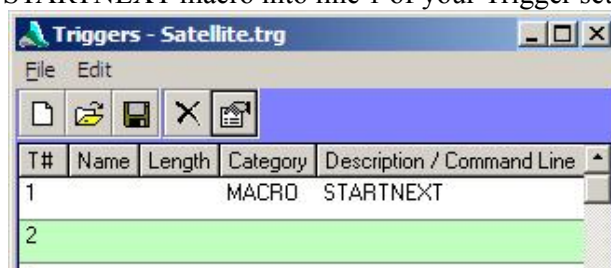 STARTNEXT macro into line 1 of your Trigger set
Triggers - Satellite.trg
File Edit
T# Name Length Category Description / Command Line
1 MACRO STARTNEXT
2